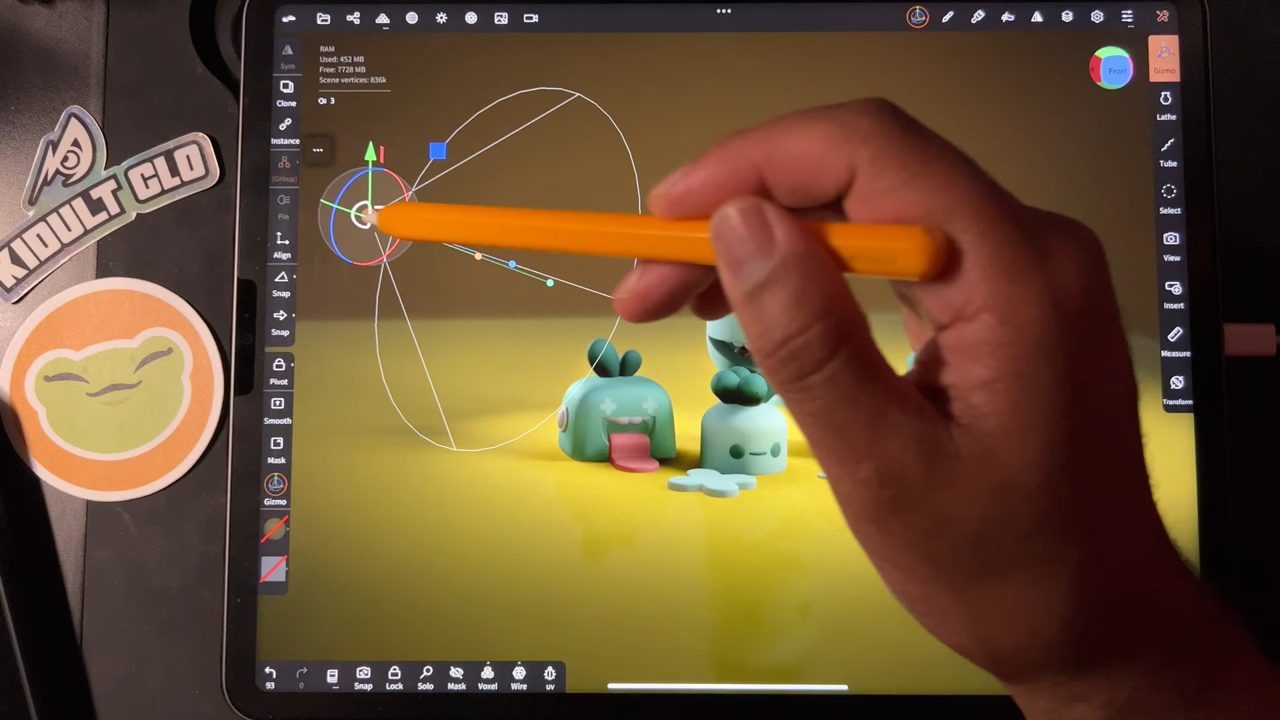 RAM
Used: 452 MB
Free: 7728 MB
Scene vertices: 836k
3
Sym
Clone
Instance
(Group)
Pin
Align
Snap
Snap
Pivot
Smooth
Mask
Gizmo
Front
Gizmo
Lathe
Tube
Select
View
Insert
Measure
Transform
93
0
Snap
Lock
Solo
Mask
Voxel
Wire
uv
KIDULT CLO